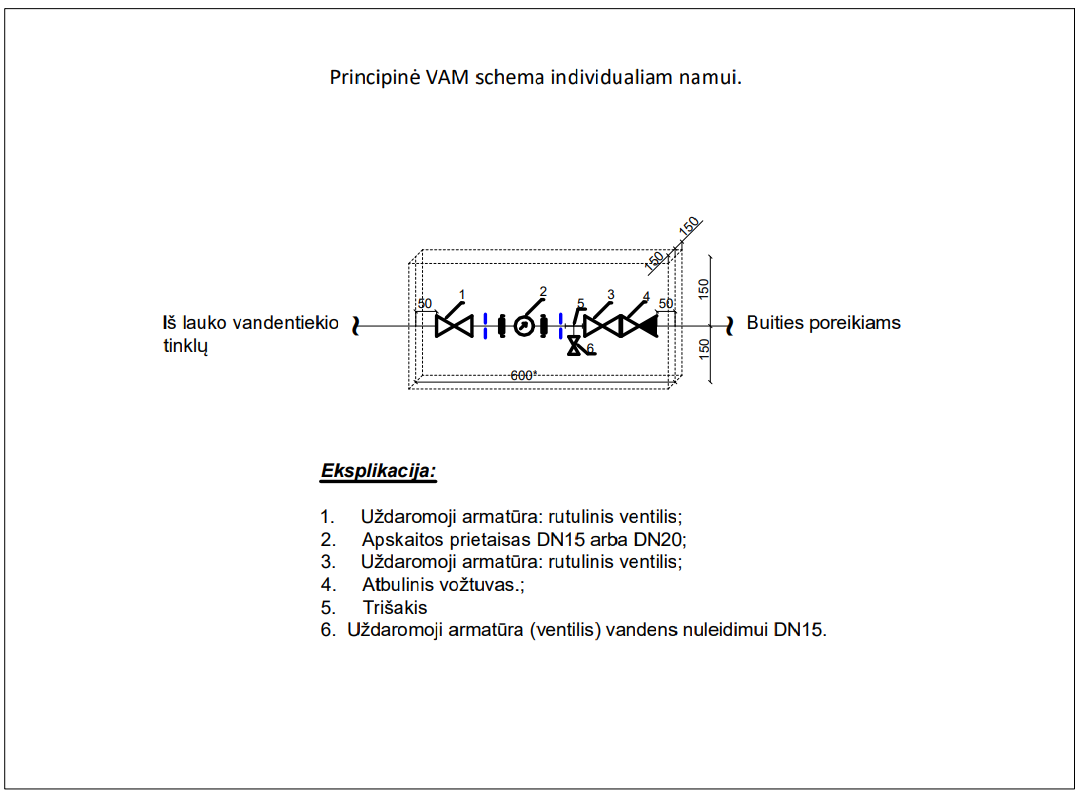 Principinė VAM schema individualiam namui.
150
150
1
2
5
3
4
50
50
150
Iš lauko vandentiekio
tinklų
Buities poreikiams
6
150
600*
Eksplikacija:
1. Uždaromoji armatūra: rutulinis ventilis;
2. Apskaitos prietaisas DN15 arba DN20;
3. Uždaromoji armatūra: rutulinis ventilis;
4. Atbulinis vožtuvas.;
5. Trišakis
6. Uždaromoji armatūra (ventilis) vandens nuleidimui DN15.